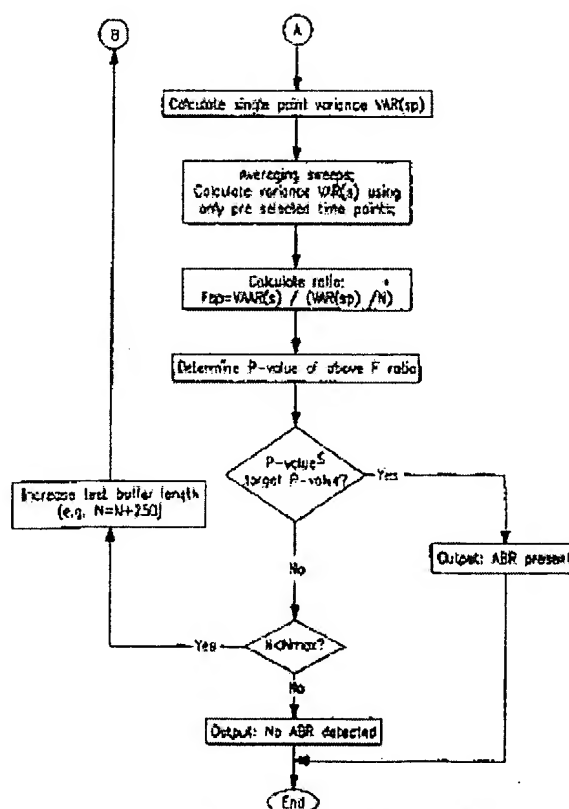 B
A
Calculate single point variance VAR(sp)
Averaging sweeps;
Calculate variance VAR(s) using
only pre selected time points;
Calculate ratio:
Fsp=VAAR(s) / (VAR(sp) /N)
Determine P-value of above F ratio
P-value≤
target P-value?
Yes
Increase test buffer length
(e.g. N=N+250)
Output: ABR present
No
Yes
N<Nmax?
No
Output: No ABR detected
End